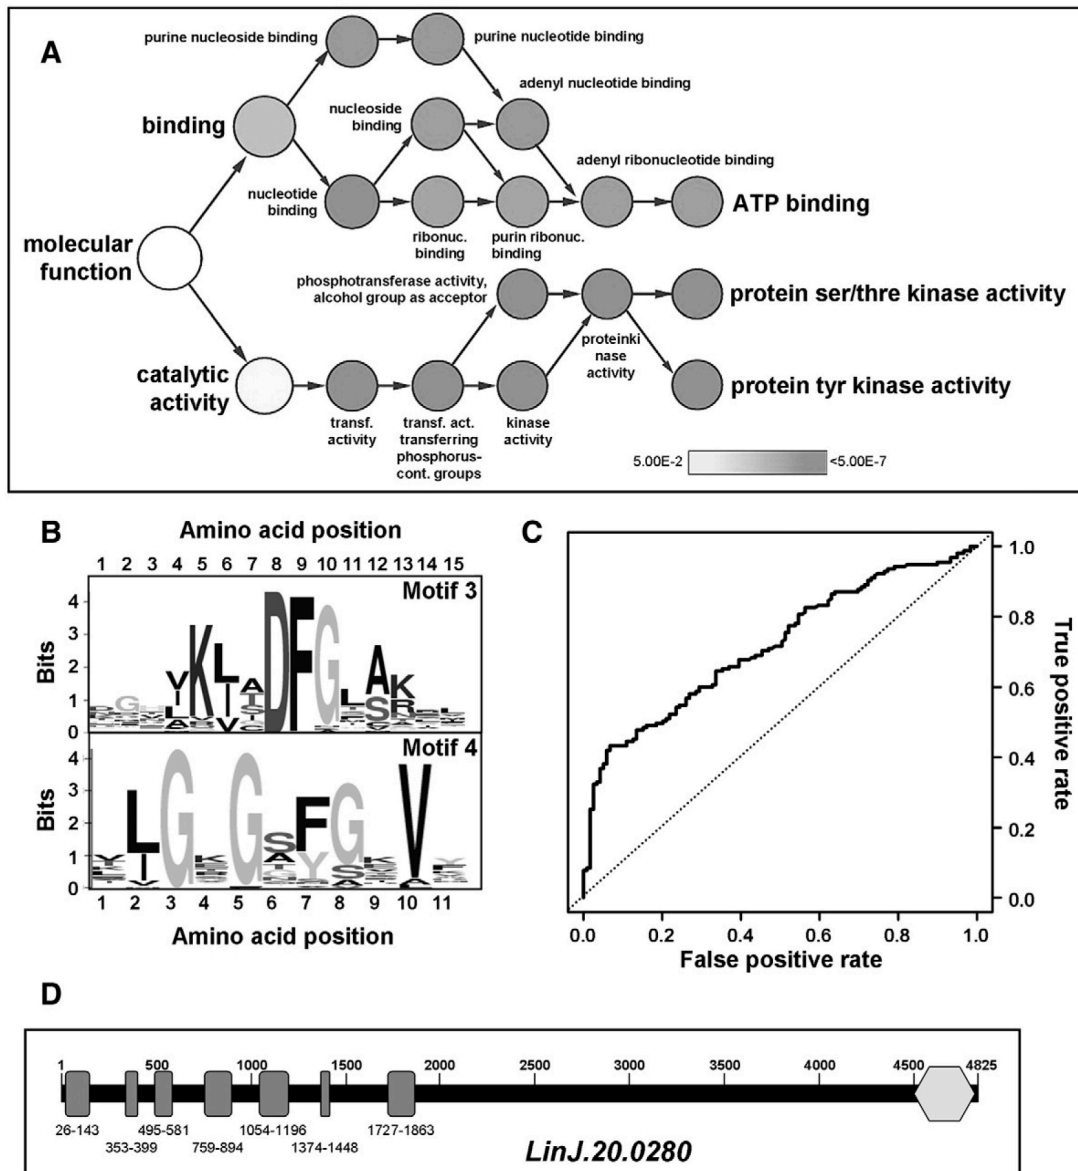 A
purine nucleoside binding
purine nucleotide binding
adenyl nucleotide binding
nucleoside
binding
binding
adenyl ribonucleotide binding
nucleotide
binding
ATP binding
ribonuc.
binding
purin ribonuc.
binding
molecular
function
phosphotransferase activity,
alcohol group as acceptor
protein ser/thre kinase activity
proteinki
nase
activity
catalytic
activity
protein tyr kinase activity
transf.
activity
transf. act.
transferring
phosphorus-
cont. groups
kinase
activity
5.00E-2
<5.00E-7
B
Amino acid position
1 2 3 4 5 6 7 8 9 10 11 12 13 14 15
Motif 3
Bits
4
3
2
1
0
Motif 4
Bits
4
3
2
1
0
1 2 3 4 5 6 7 8 9 10 11
Amino acid position
C
1.0
0.8
0.6
0.4
0.2
0.0
True positive rate
0.0 0.2 0.4 0.6 0.8 1.0
False positive rate
D
1 500 1000 1500 2000 2500 3000 3500 4000 4500 4825
26-143 495-581 1054-1196 1727-1863
353-399 759-894 1374-1448
LinJ.20.0280